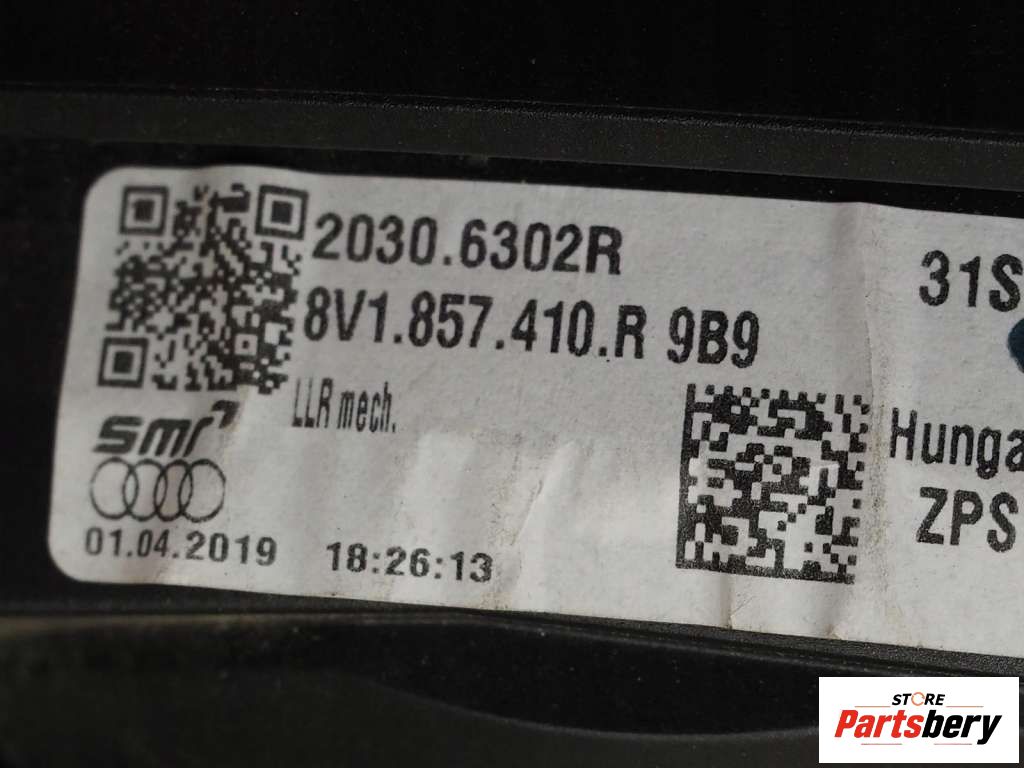 2030.6302R
8V1.857.410.R 9B9
LLR mech.
smr
01.04.2019 18:26:13
31S
Hunga
ZPS
STORE
Partsbery